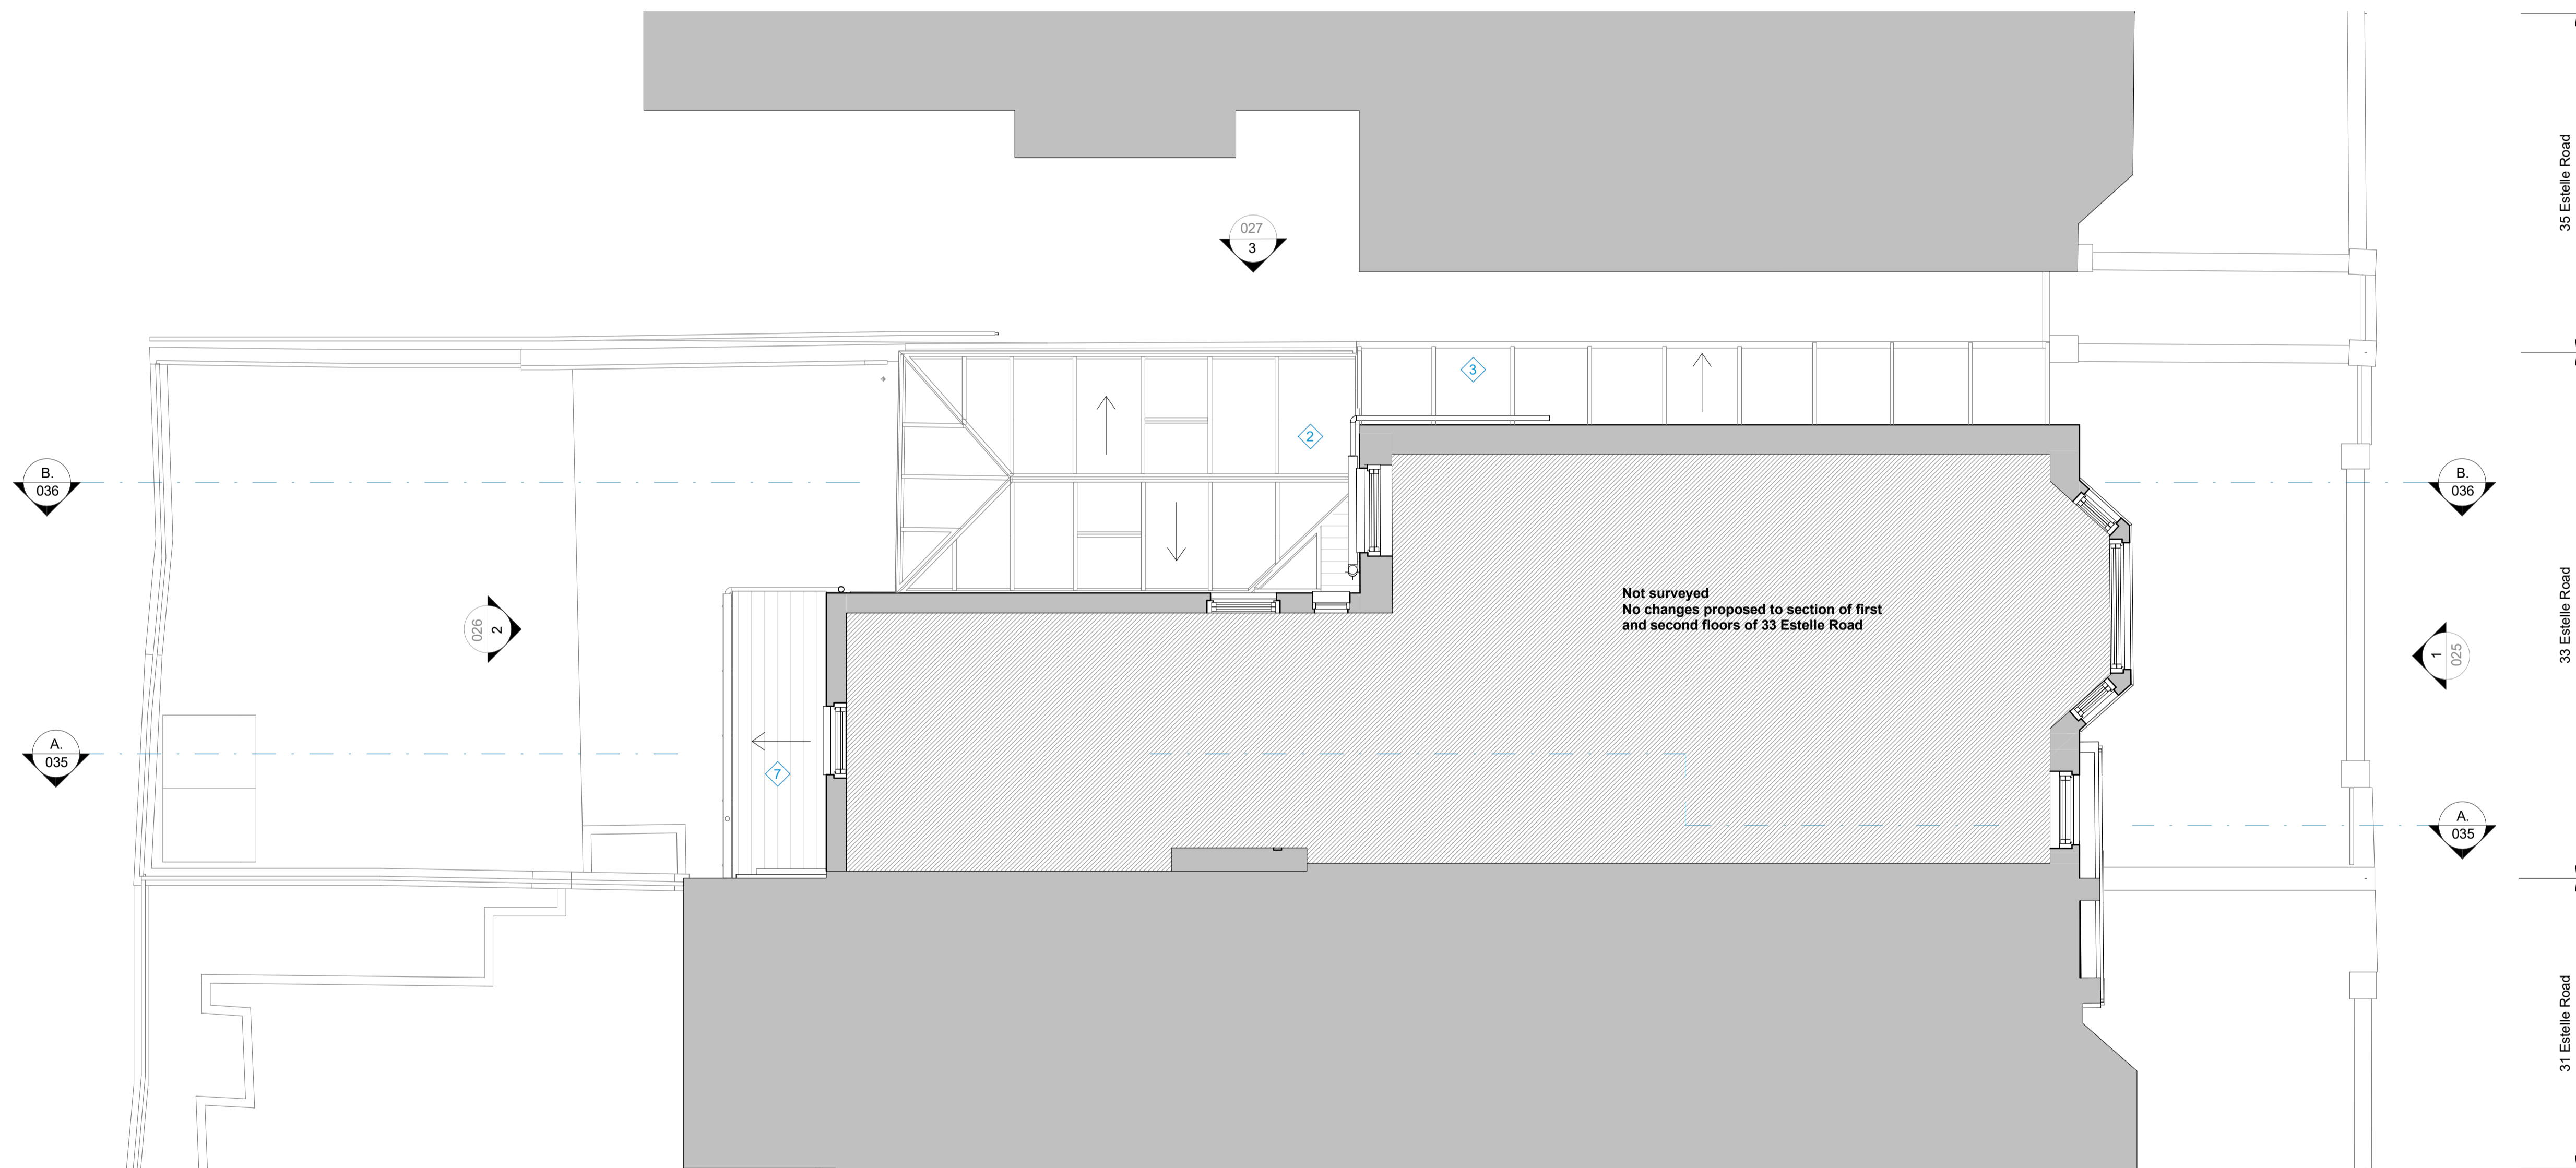 35 Estelle Road
027
3
3
2
B.
036
B.
036
Not surveyed
No changes proposed to section of first
and second floors of 33 Estelle Road
33 Estelle Road
026
2
1
025
A.
035
7
A.
035
31 Estelle Road